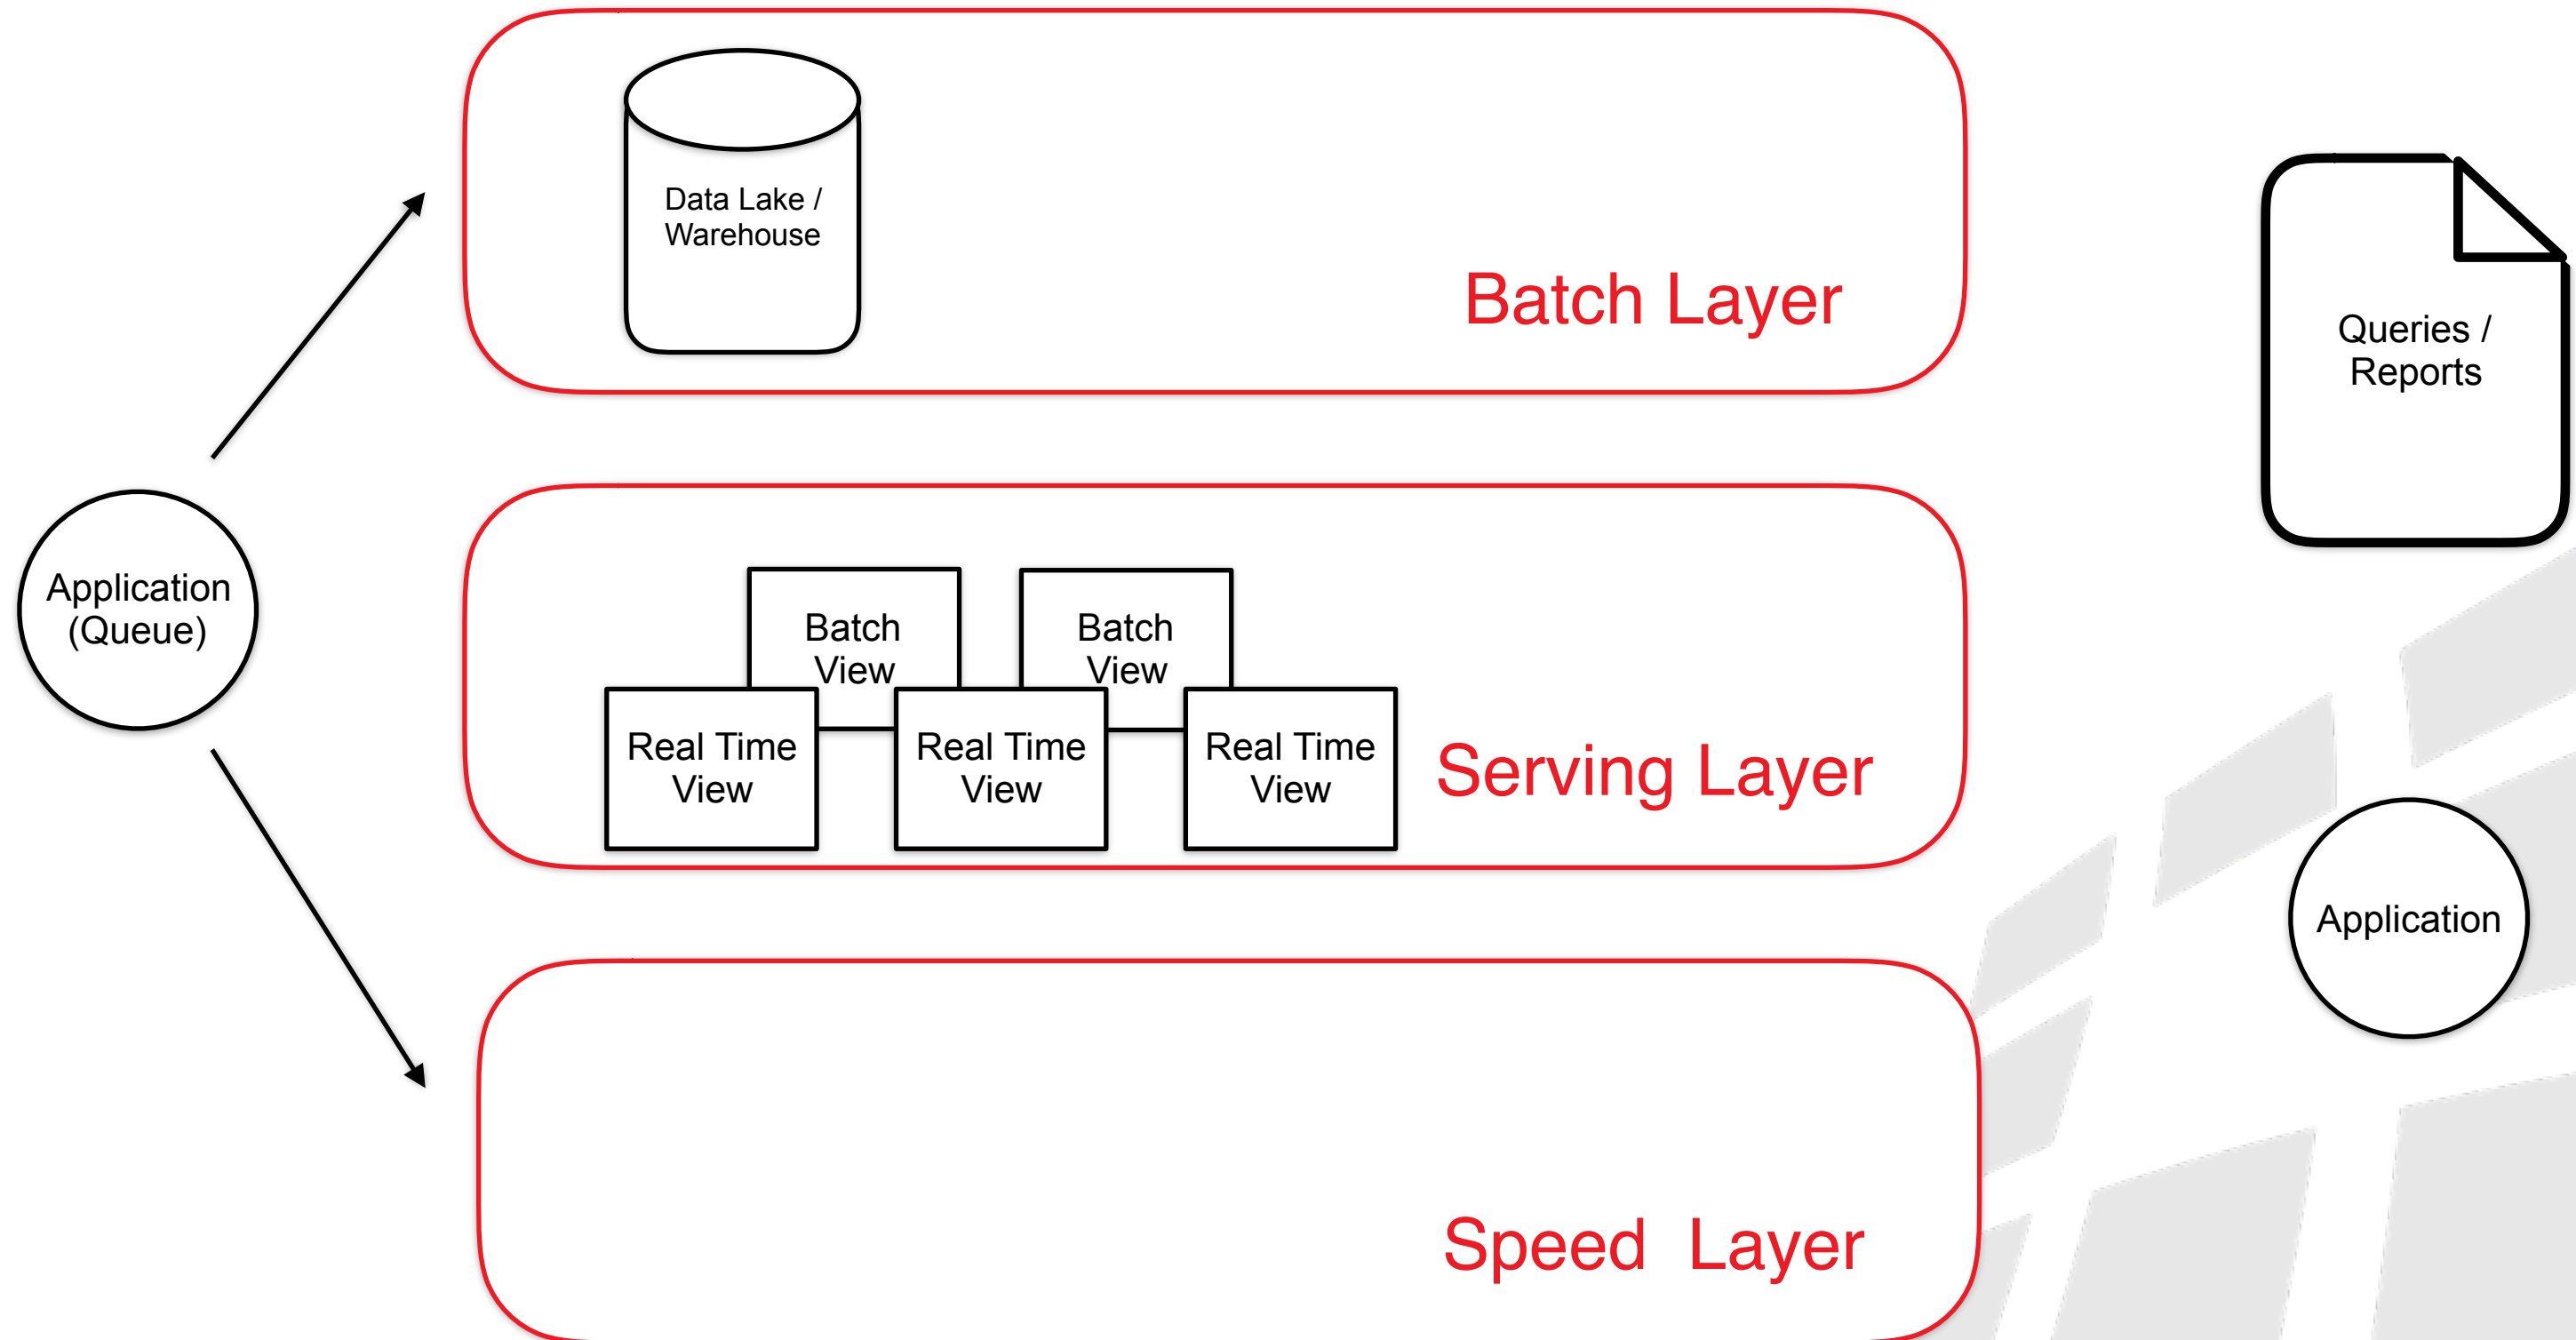 Data Lake /
Warehouse
Batch Layer
Queries /
Reports
Application
(Queue)
Batch
View
Batch
View
Real Time
View
Real Time
View
Real Time
View
Serving Layer
Application
Speed  Layer